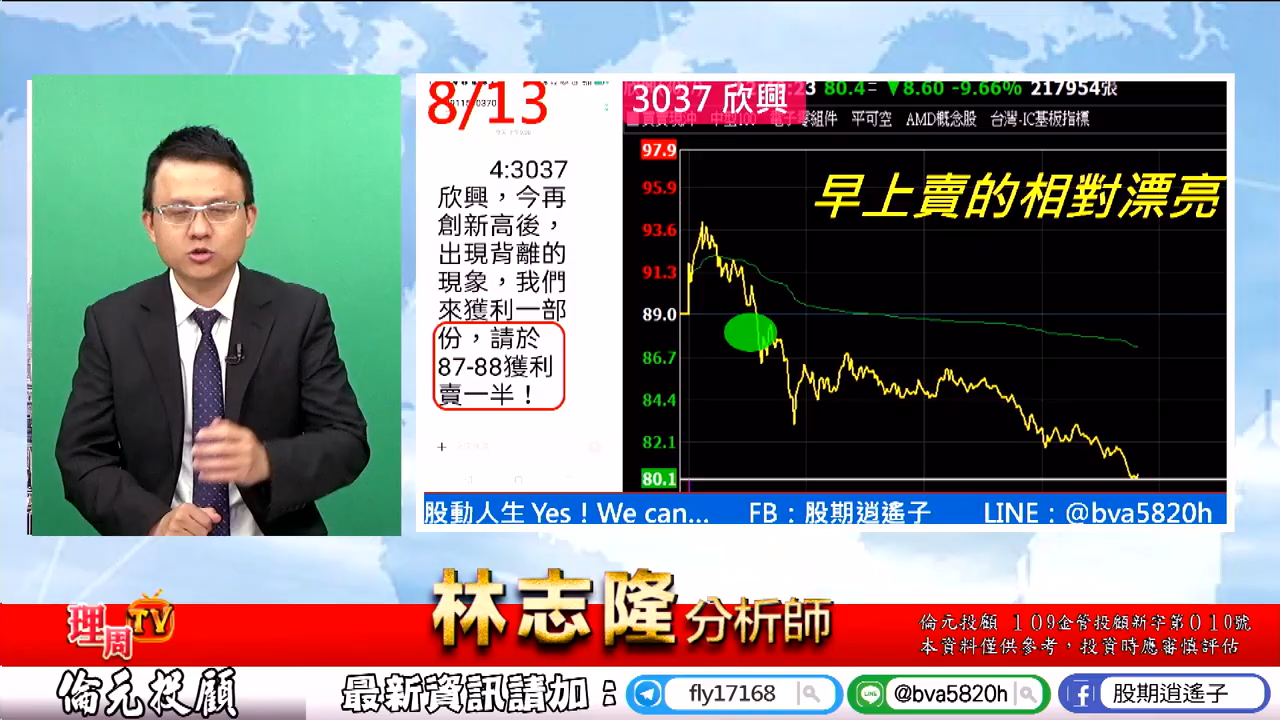 8/13
4:3037
欣興，今再
創新高後，
出現背離的
現象，我們
來獲利一部
份，請於
87-88獲利
賣一半！
3037 欣興
80.4 ▼8.60 -9.66% 217954張
電子零組件 平可空 AMD概念股 台灣-IC基板指標
97.9
95.9
93.6
91.3
89.0
86.7
84.4
82.1
80.1
早上賣的相對漂亮
股動人生 Yes！We can... FB：股期逍遙子 LINE：@bva5820h
林志隆 分析師
理周TV
倫元投顧 109金管投顧新字第010號
本資料僅供參考，投資時應審慎評估
倫元投顧
最新資訊請加： fly17168 @bva5820h 股期逍遙子